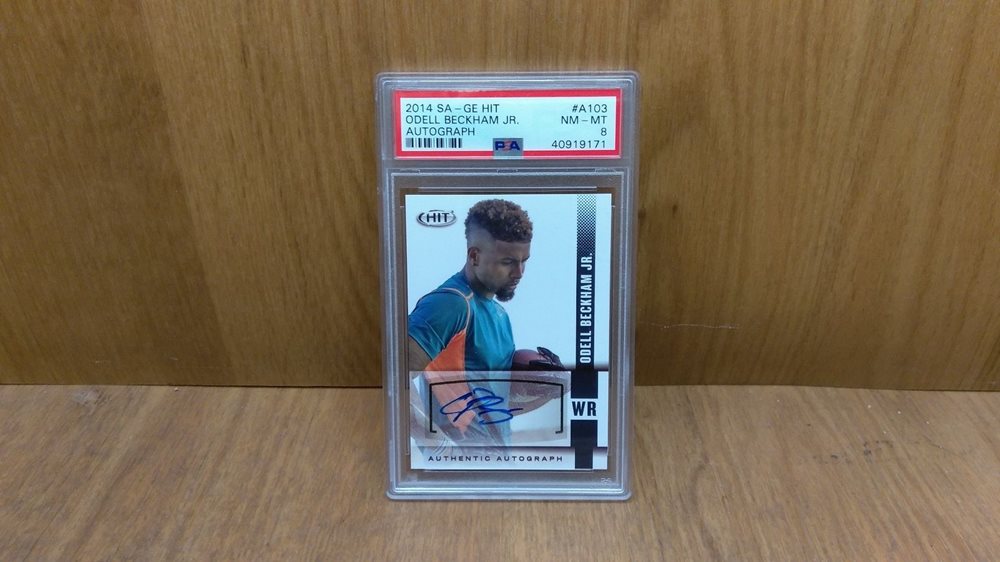 2014 SA-GE HIT #A103
ODELL BECKHAM JR. NM-MT
AUTOGRAPH 8
PSA 40919171
HIT
ODELL BECKHAM JR.
WR
AUTHENTIC AUTOGRAPH